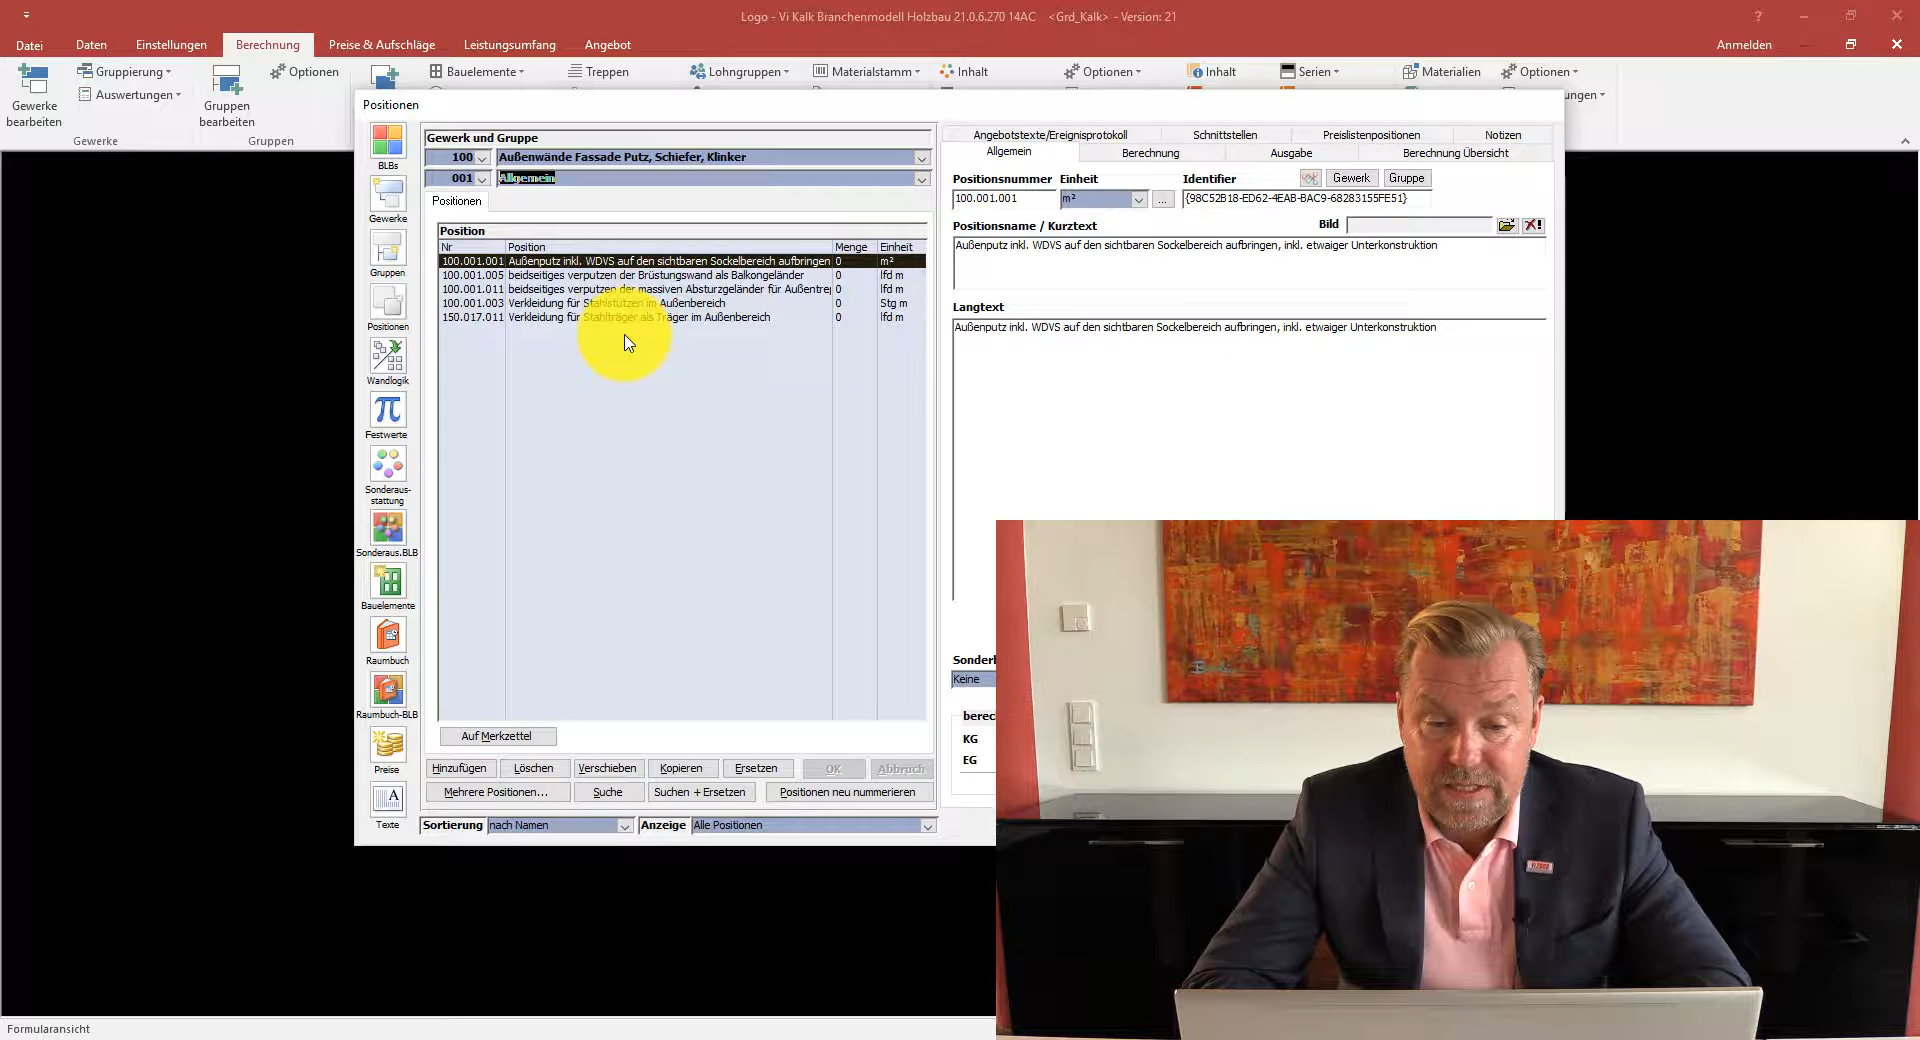 Logo - Vi Kalk Branchenmodell Holzbau 21.0.6.270 14AC <Grd_Kalk> - Version: 21
Datei Daten Einstellungen Berechnung Preise & Aufschläge Leistungsumfang Angebot Anmelden
Gewerke bearbeiten
Gruppierung
Auswertungen
Gewerke
Gruppen bearbeiten
Optionen
Gruppen
Bauelemente
Treppen
Lohngruppen
Materialstamm
Inhalt
Optionen
Inhalt
Serien
Materialien
Optionen
Positionen
BLBs
Gewerke
Gruppen
Positionen
Wandlogik
Festwerte
Sonderaus-
stattung
Sonderaus.BLB
Bauelemente
Raumbuch
Raumbuch-BLB
Preise
Texte
Gewerk und Gruppe
100 Außenwände Fassade Putz, Schiefer, Klinker
001 Allgemein
Positionen
Position
Nr Position Menge Einheit
100.001.001 Außenputz inkl. WDVS auf den sichtbaren Sockelbereich aufbringen 0 m²
100.001.005 beidseitiges verputzen der Brüstungswand als Balkongeländer 0 lfd m
100.001.011 beidseitiges verputzen der massiven Absturzgeländer für Außentrep 0 lfd m
100.001.003 Verkleidung für Stahlstützen im Außenbereich 0 Stg m
150.017.011 Verkleidung für Stahlträger als Träger im Außenbereich 0 lfd m
Auf Merkzettel
Hinzufügen Löschen Verschieben Kopieren Ersetzen OK Abbruch
Mehrere Positionen... Suche Suchen + Ersetzen Positionen neu nummerieren
Sortierung nach Namen Anzeige Alle Positionen
Angebotstexte/Ereignisprotokoll Schnittstellen Preislistenpositionen Notizen
Allgemein Berechnung Ausgabe Berechnung Übersicht
Positionsnummer Einheit Identifier Gewerk Gruppe
100.001.001 m² ... {98C52B18-ED62-4EAB-BAC9-68283155FE51}
Positionsname / Kurztext Bild
Außenputz inkl. WDVS auf den sichtbaren Sockelbereich aufbringen, inkl. etwaiger Unterkonstruktion
Langtext
Außenputz inkl. WDVS auf den sichtbaren Sockelbereich aufbringen, inkl. etwaiger Unterkonstruktion
Keine
KG
EG
Formularansicht